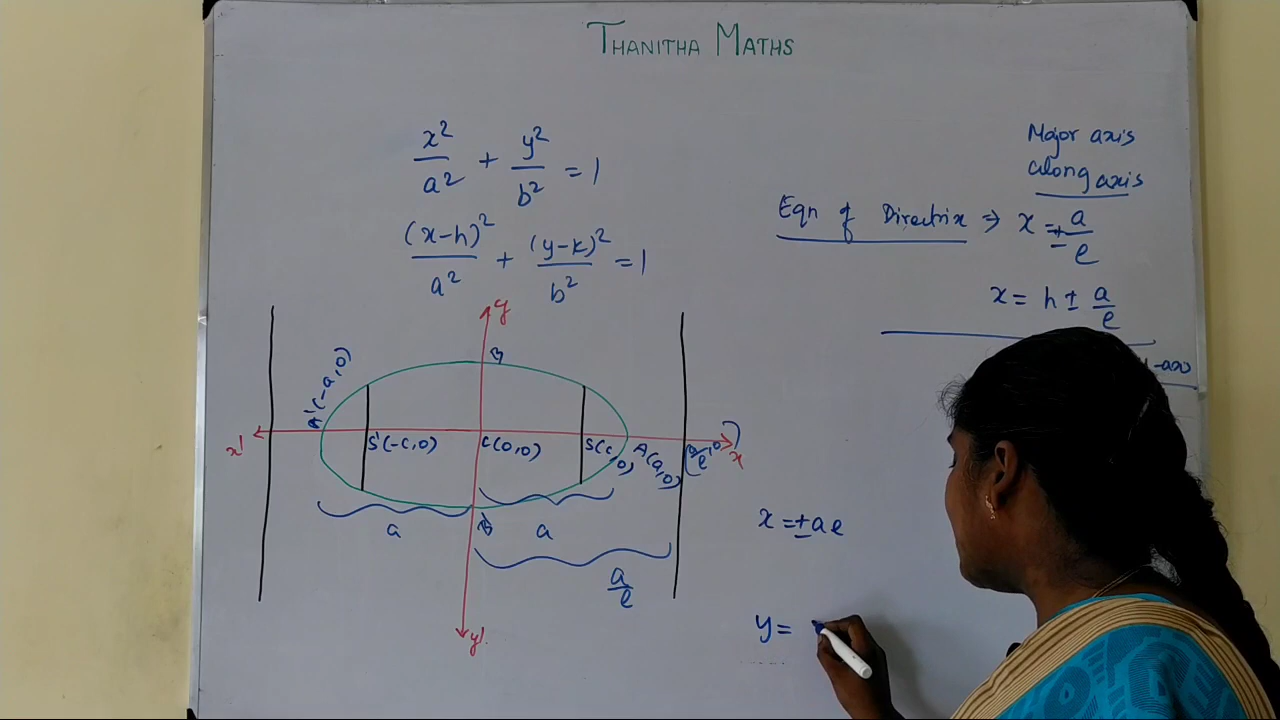 THANITHA MATHS
x²/a² + y²/b² = 1
(x-h)²/a² + (y-k)²/b² = 1
Major axis
along axis
Eqn of Directrix ⇒ x = ± a/e
x = h ± a/e
y
B
A'(-a,0)
x'
S'(-c,0)
C(0,0)
S(c,0)
A(a,0)
(a/e,0)
x
a
a
B'
a/e
y'
x = ± ae
y =